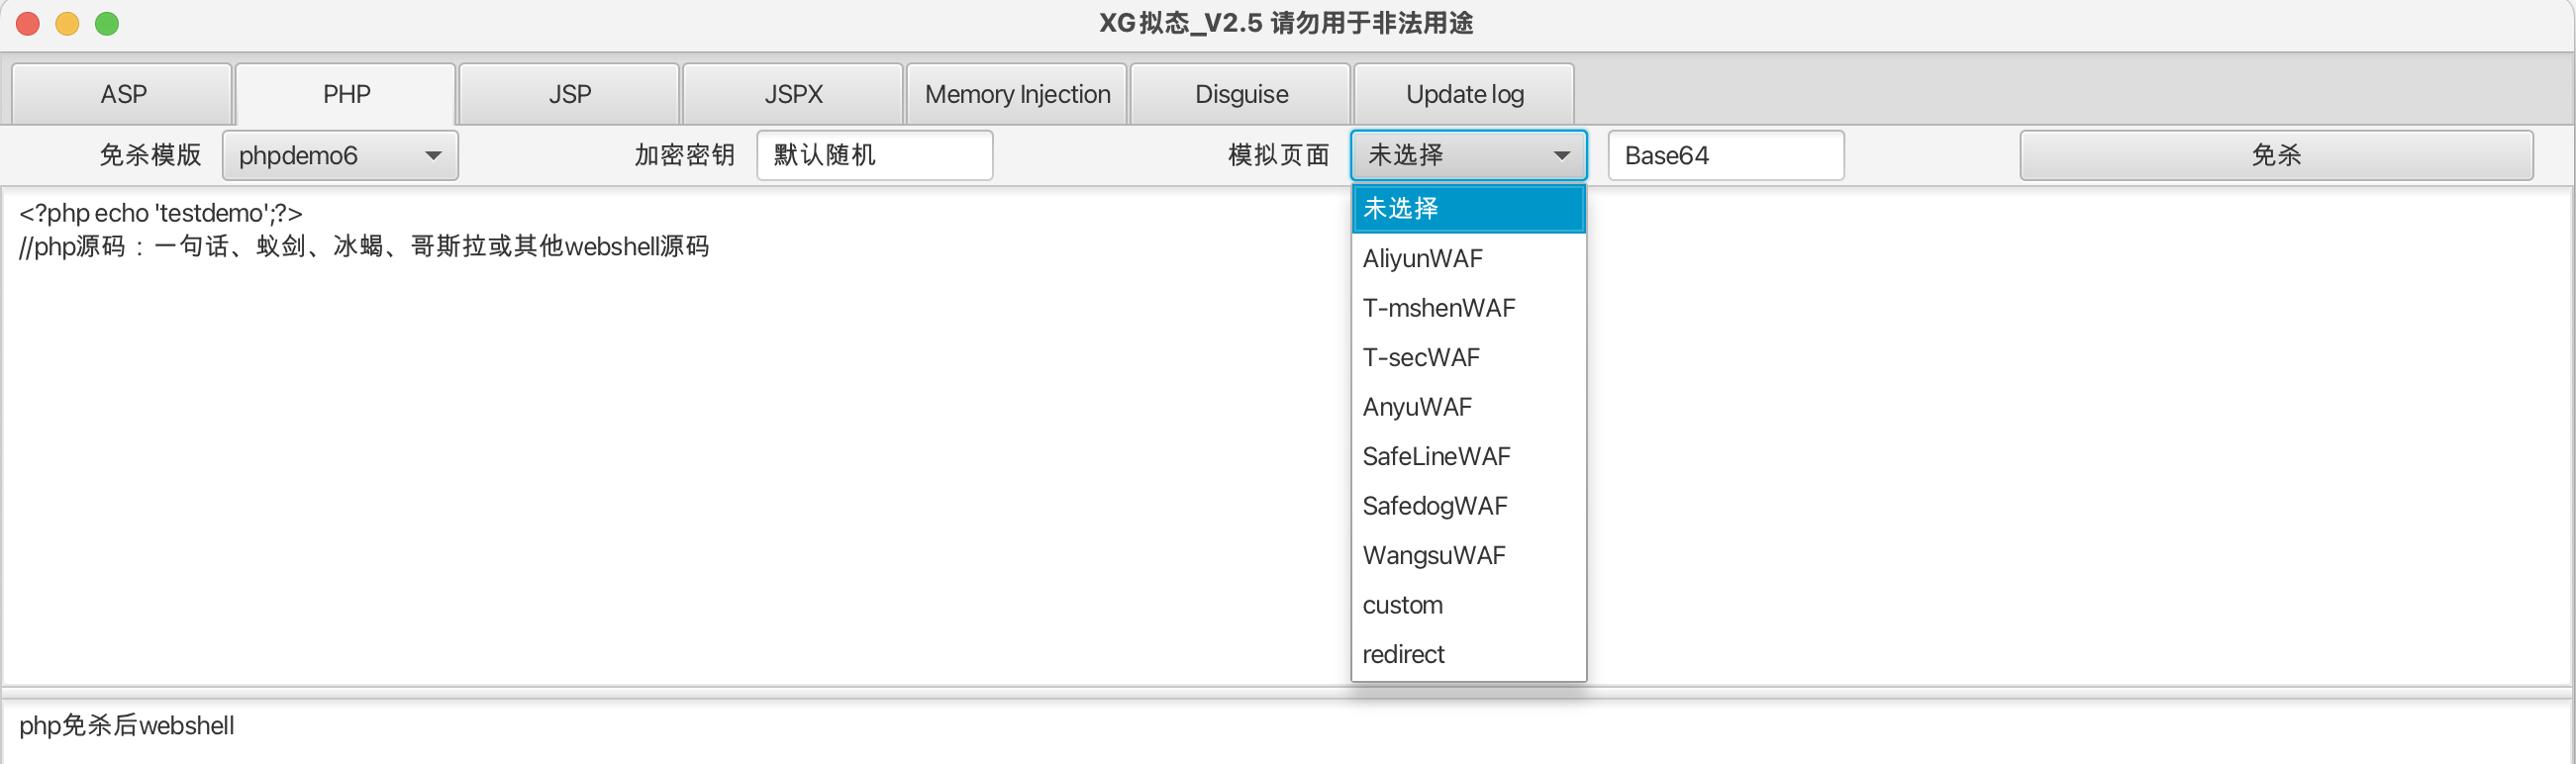 XG拟态_V2.5 请勿用于非法用途
ASP PHP JSP JSPX Memory Injection Disguise Update log
免杀模版 phpdemo6 加密密钥 默认随机 模拟页面 未选择 Base64 免杀
<?php echo 'testdemo';?>
//php源码：一句话、蚁剑、冰蝎、哥斯拉或其他webshell源码
未选择
AliyunWAF
T-mshenWAF
T-secWAF
AnyuWAF
SafeLineWAF
SafedogWAF
WangsuWAF
custom
redirect
php免杀后webshell